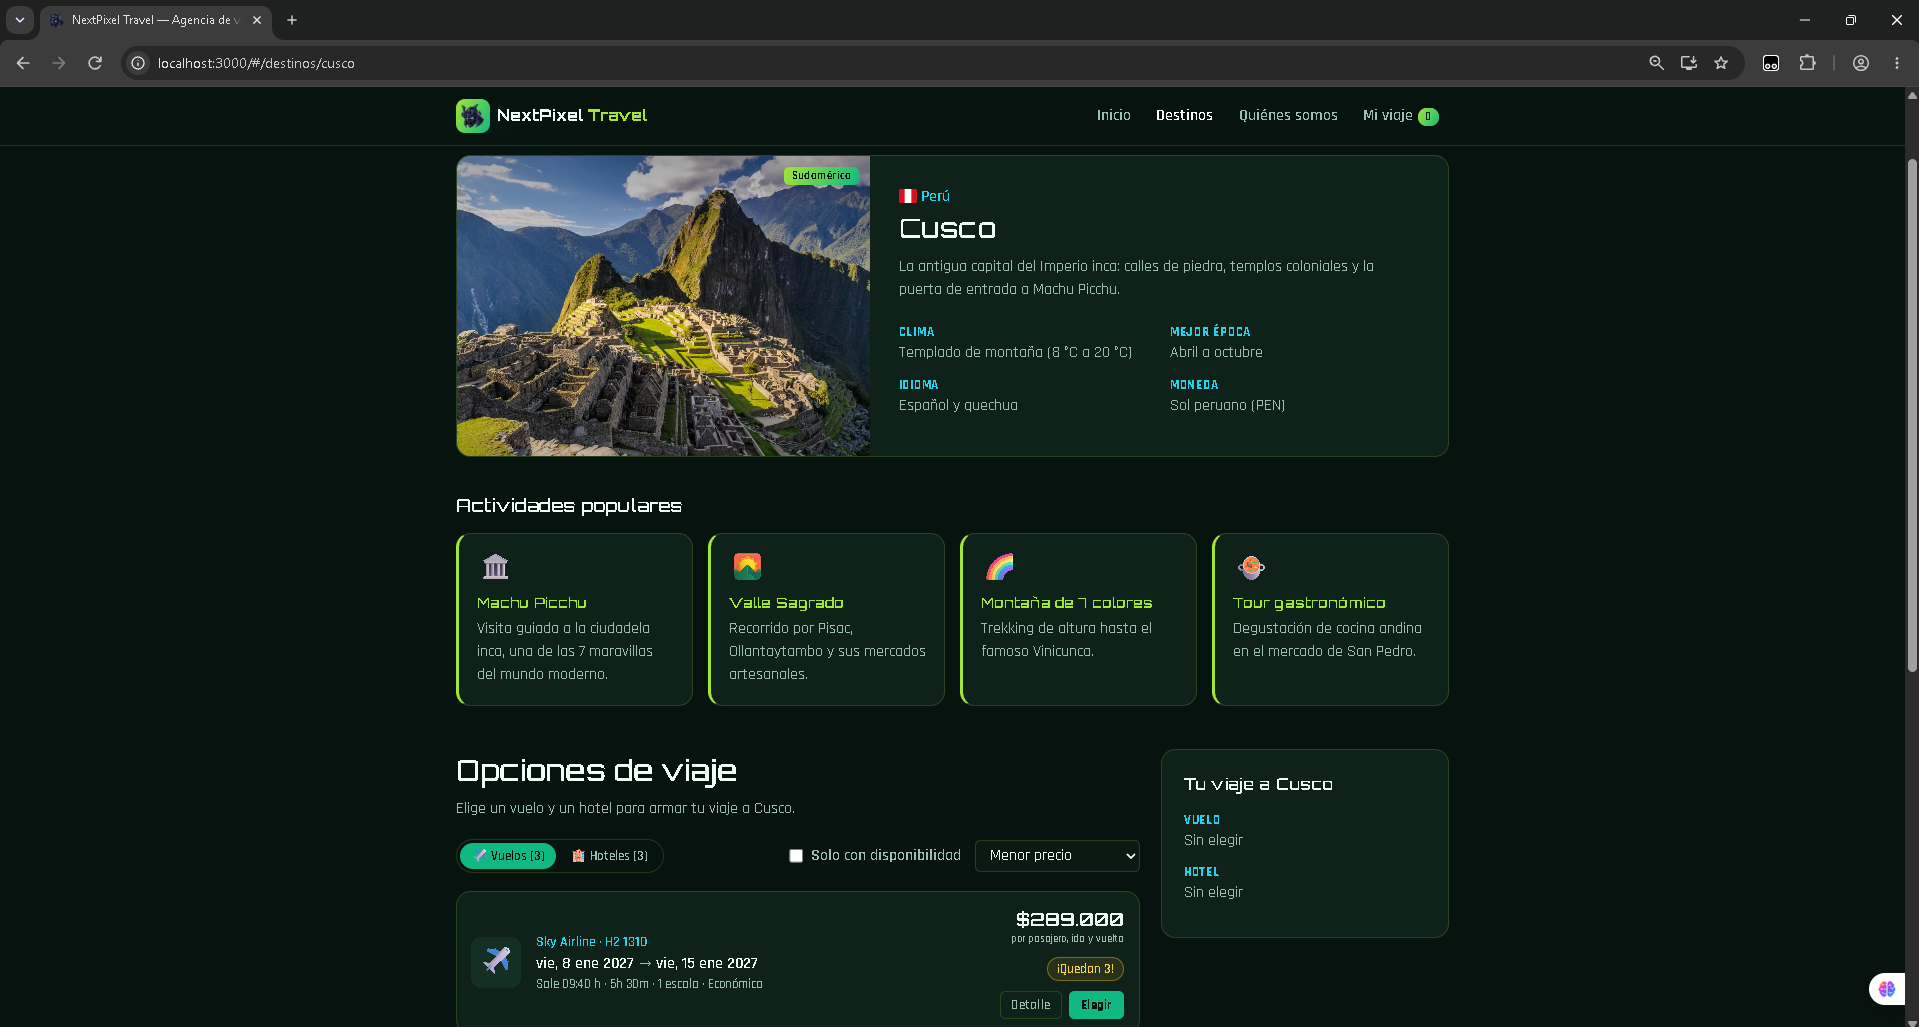 NextPixel Travel — Agencia de v
localhost:3000/#/destinos/cusco
NextPixel Travel
Inicio
Destinos
Quiénes somos
Mi viaje 0
Sudamérica
Perú
Cusco
La antigua capital del Imperio inca: calles de piedra, templos coloniales y la
puerta de entrada a Machu Picchu.
CLIMA
Templado de montaña (8 °C a 20 °C)
MEJOR ÉPOCA
Abril a octubre
IDIOMA
Español y quechua
MONEDA
Sol peruano (PEN)
Actividades populares
Machu Picchu
Visita guiada a la ciudadela
inca, una de las 7 maravillas
del mundo moderno.
Valle Sagrado
Recorrido por Pisac,
Ollantaytambo y sus mercados
artesanales.
Montaña de 7 colores
Trekking de altura hasta el
famoso Vinicunca.
Tour gastronómico
Degustación de cocina andina
en el mercado de San Pedro.
Opciones de viaje
Elige un vuelo y un hotel para armar tu viaje a Cusco.
Vuelos (3)
Hoteles (3)
Solo con disponibilidad
Menor precio
Sky Airline · H2 1310
vie, 8 ene 2027 → vie, 15 ene 2027
Sale 09:40 h · 5h 30m · 1 escala · Económica
$289.000
por pasajero, ida y vuelta
¡Quedan 3!
Detalle
Elegir
Tu viaje a Cusco
VUELO
Sin elegir
HOTEL
Sin elegir